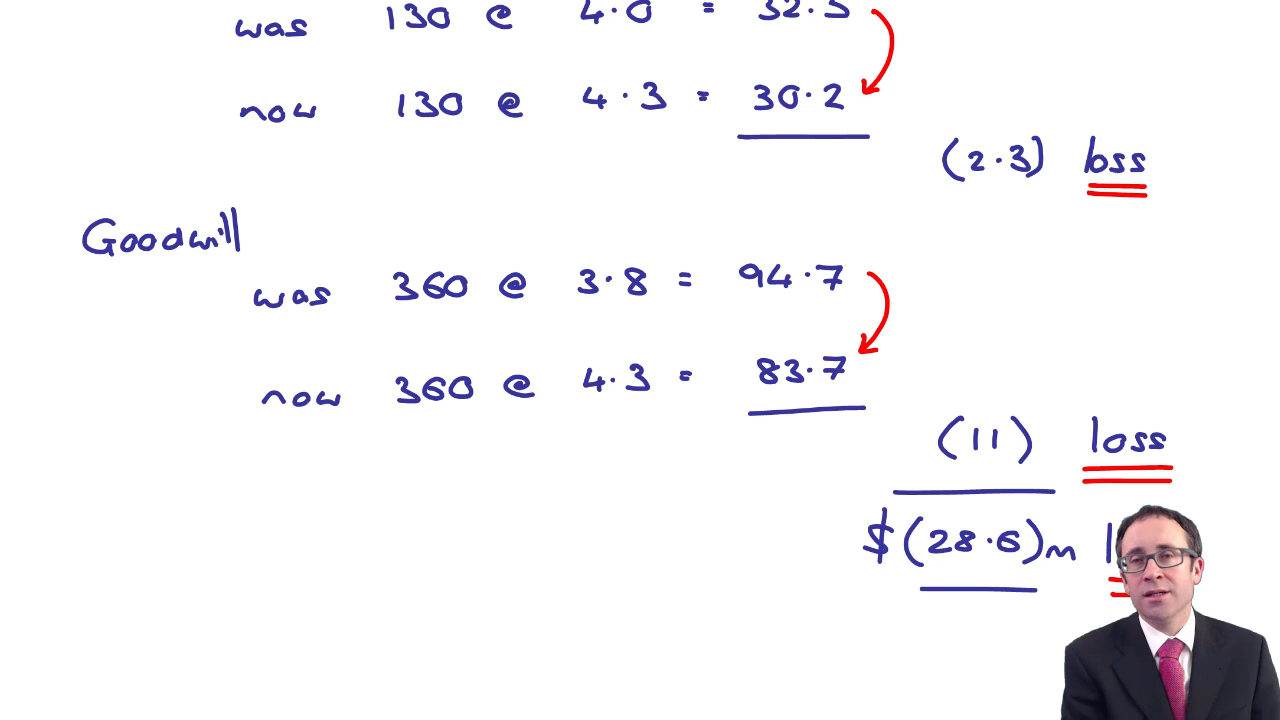 was 130 @ 4.0 = 32.5
now 130 @ 4.3 = 30.2
(2.3) loss
Goodwill
was 360 @ 3.8 = 94.7
now 360 @ 4.3 = 83.7
(11) loss
$(28.6)m